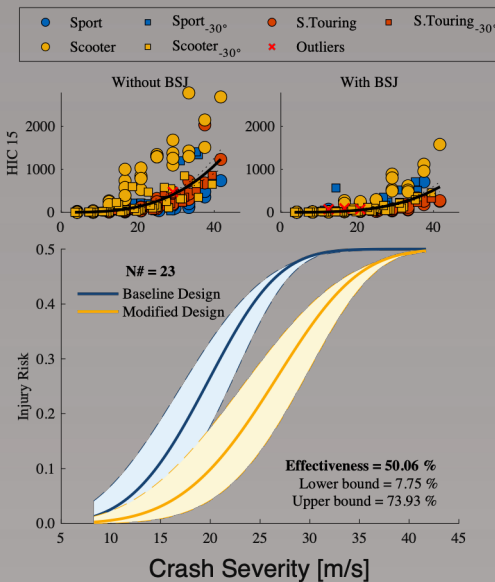 Sport Sport-30° S.Touring S.Touring-30°
Scooter Scooter-30° Outliers
Without BSJ With BSJ
HIC 15
2000
1000
0
0 20 40
2000
1000
0
0 20 40
N# = 23
Baseline Design
Modified Design
Injury Risk
0.5
0.4
0.3
0.2
0.1
0.0
Effectiveness = 50.06 %
Lower bound = 7.75 %
Upper bound = 73.93 %
5 10 15 20 25 30 35 40 45
Crash Severity [m/s]